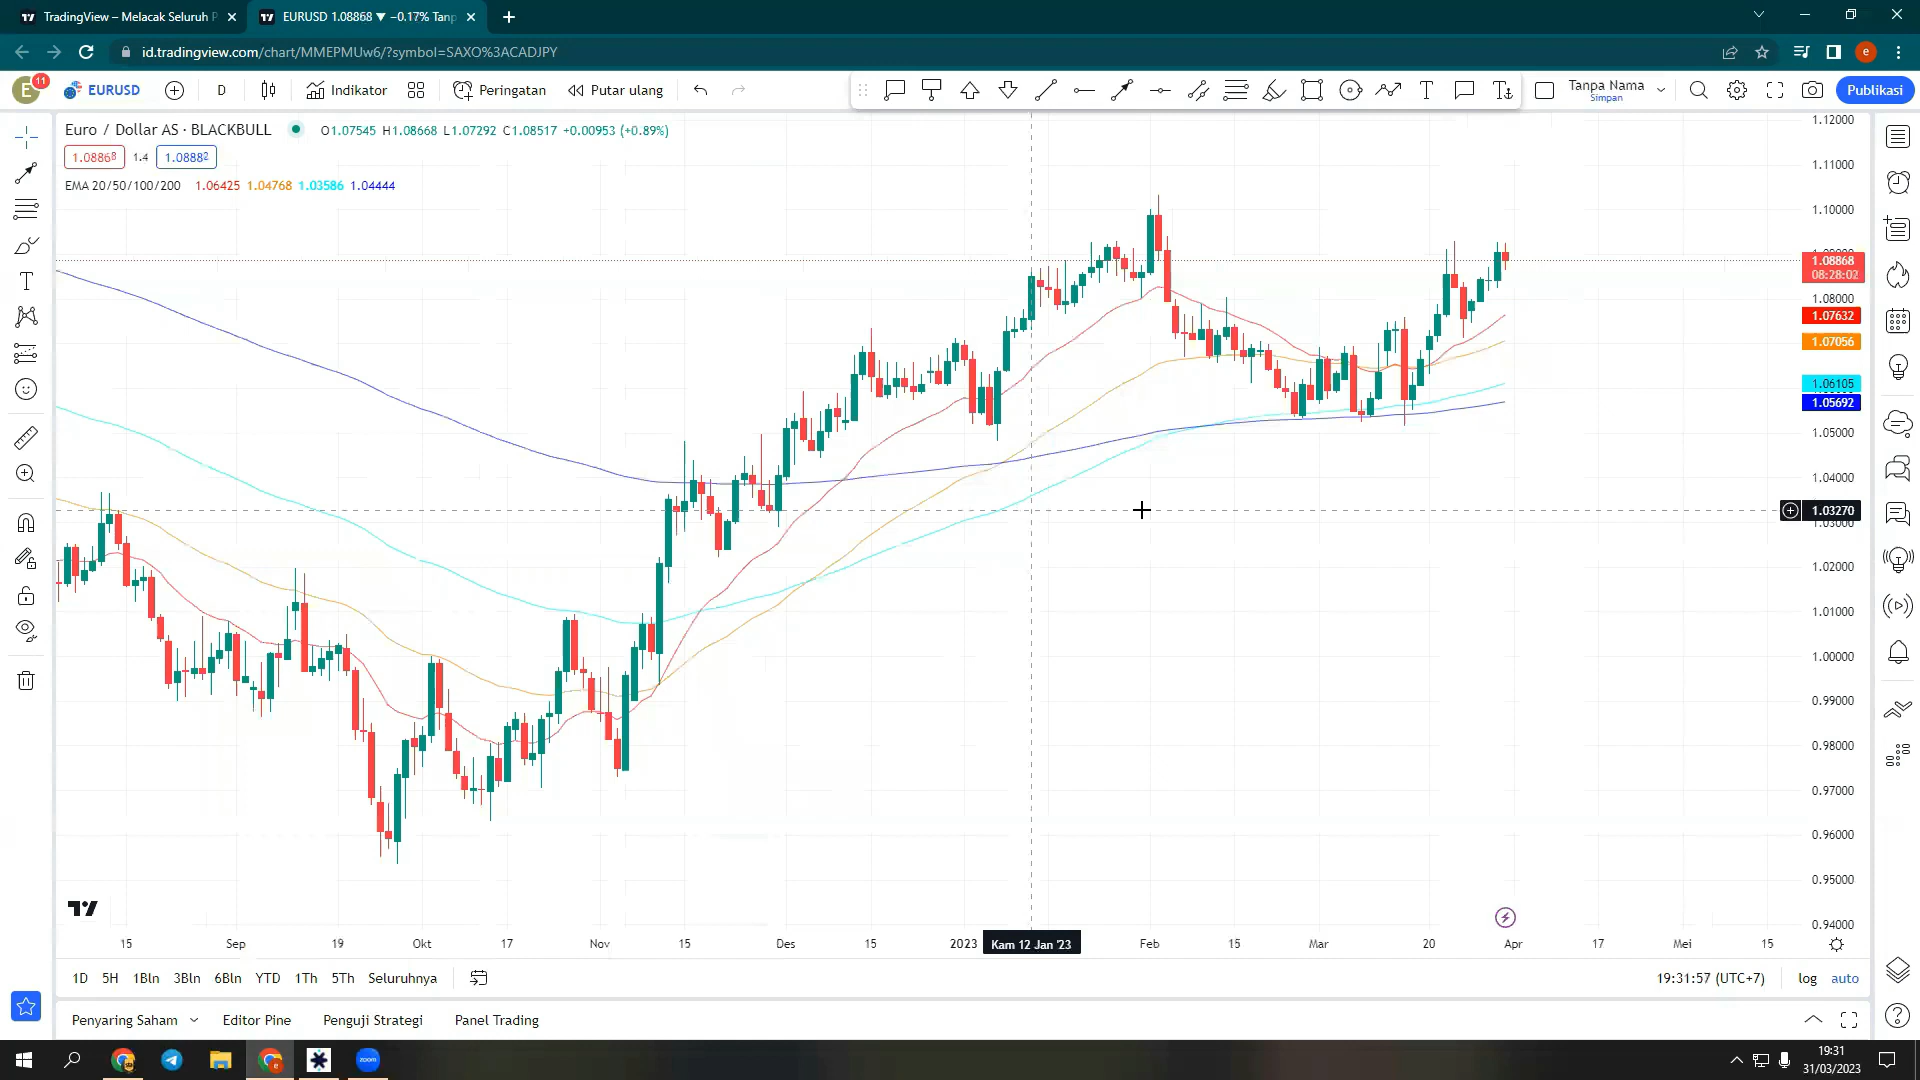 TradingView – Melacak Seluruh P
EURUSD 1.08868 ▼ −0.17% Tanp
id.tradingview.com/chart/MMEPMUw6/?symbol=SAXO%3ACADJPY
e
E
11
EURUSD
D
Indikator
Peringatan
Putar ulang
Tanpa Nama
Simpan
Publikasi
Euro / Dollar AS · BLACKBULL
O1.07545 H1.08668 L1.07292 C1.08517 +0.00953 (+0.89%)
1.08868
1.4
1.08882
EMA 20/50/100/200 1.06425 1.04768 1.03586 1.04444
1.12000
1.11000
1.10000
1.08868
08:28:02
1.08000
1.07632
1.07056
1.06105
1.05692
1.05000
1.04000
1.03270
1.03000
1.02000
1.01000
1.00000
0.99000
0.98000
0.97000
0.96000
0.95000
0.94000
15 Sep 19 Okt 17 Nov 15 Des 15 2023 Kam 12 Jan '23 Feb 15 Mar 20 Apr 17 Mei 15
1D 5H 1Bln 3Bln 6Bln YTD 1Th 5Th Seluruhnya
19:31:57 (UTC+7)
log
auto
Penyaring Saham
Editor Pine
Penguji Strategi
Panel Trading
zoom
19:31
31/03/2023